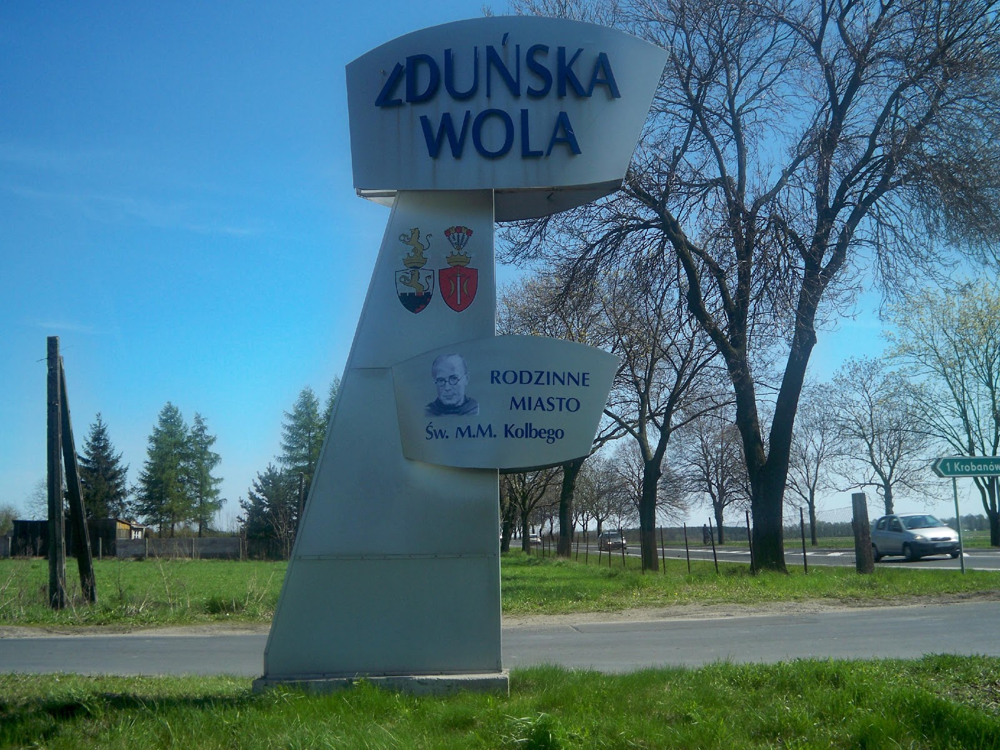 ZDUŃSKA
WOLA
RODZINNE
MIASTO
Św. M.M. Kolbego
1 Krobanów